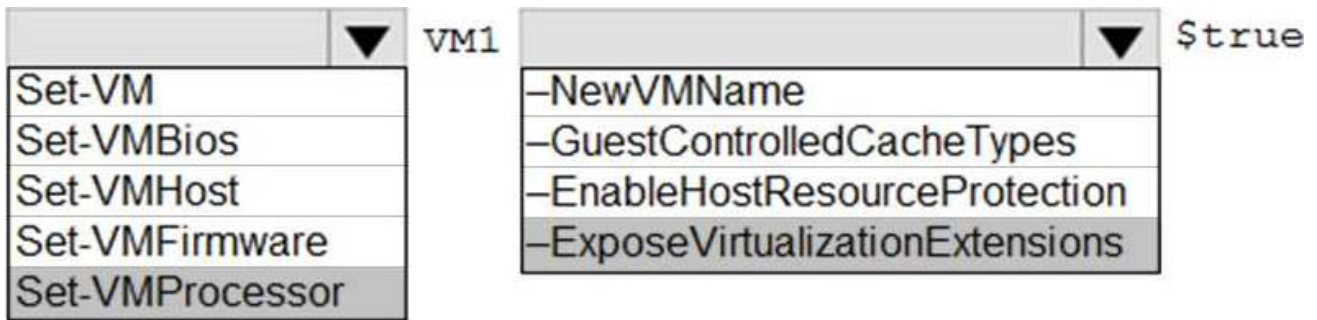 VM1 $true
Set-VM
Set-VMBios
Set-VMHost
Set-VMFirmware
Set-VMProcessor
–NewVMName
–GuestControlledCacheTypes
–EnableHostResourceProtection
–ExposeVirtualizationExtensions